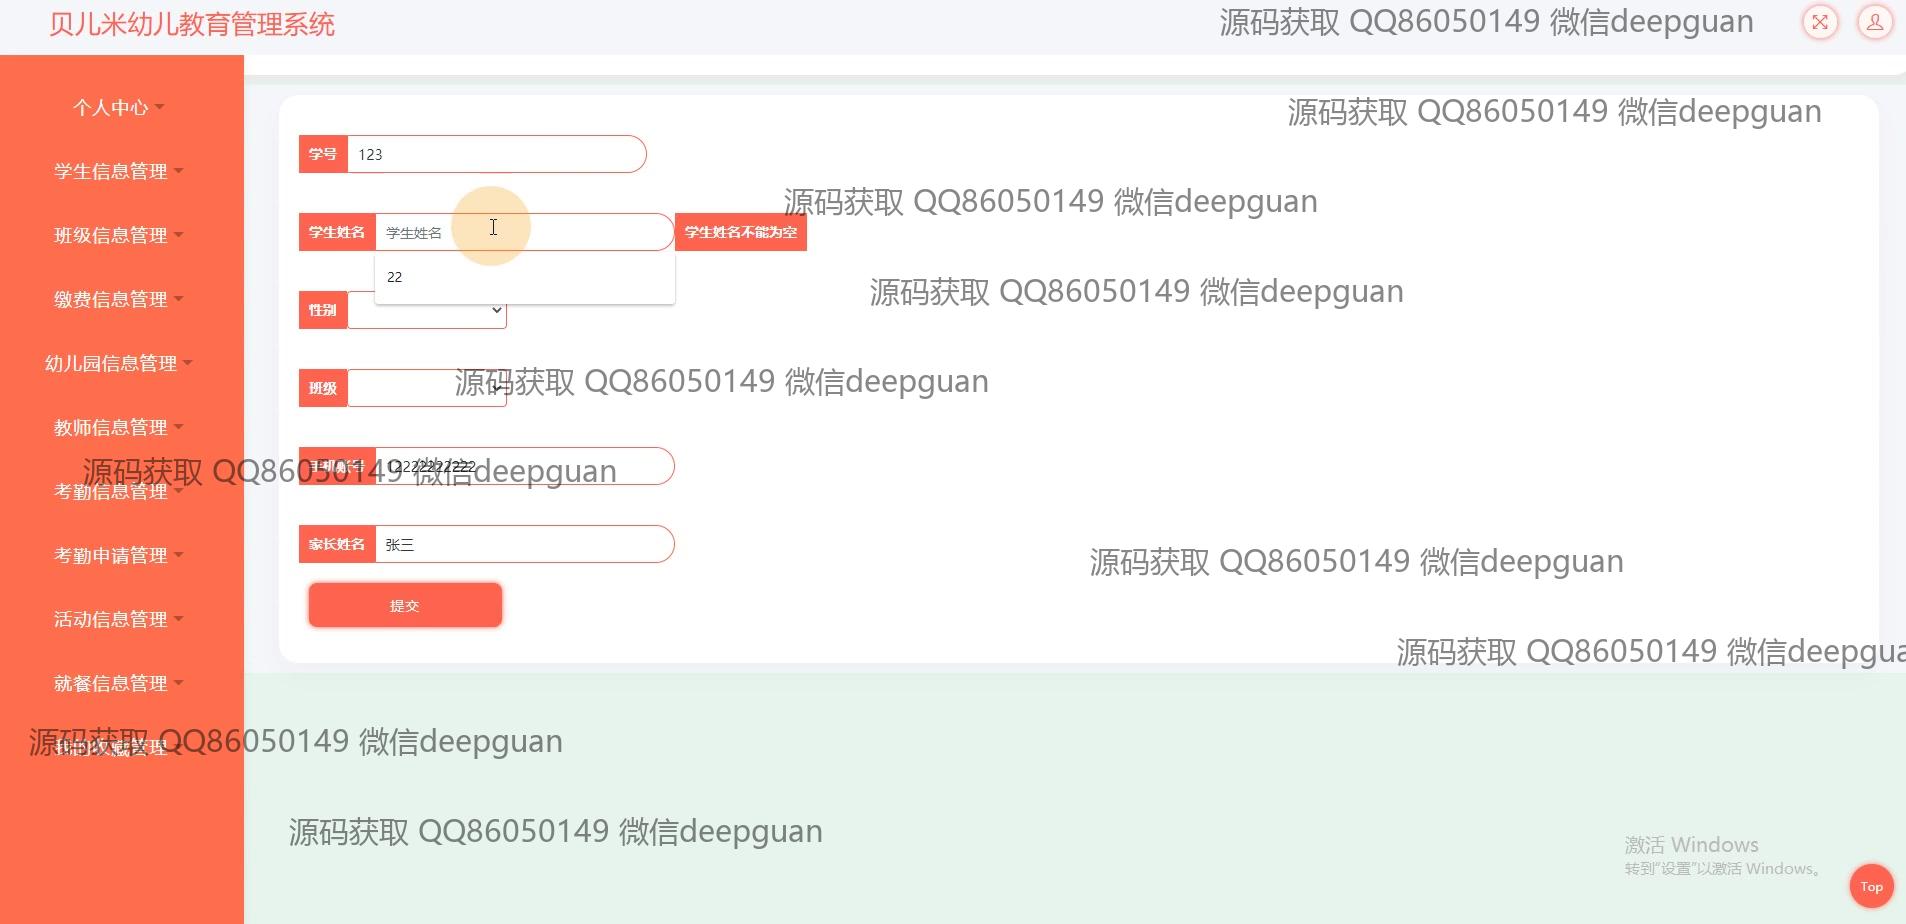 贝儿米幼儿教育管理系统
源码获取 QQ86050149 微信deepguan
个人中心
源码获取 QQ86050149 微信deepguan
学号
123
学生信息管理
源码获取 QQ86050149 微信deepguan
学生姓名
学生姓名
学生姓名不能为空
班级信息管理
22
源码获取 QQ86050149 微信deepguan
缴费信息管理
性别
幼儿园信息管理
源码获取 QQ86050149 微信deepguan
班级
教师信息管理
手机账号
12222222222
源码获取 QQ86050149 微信deepguan
考勤信息管理
家长姓名
张三
考勤申请管理
源码获取 QQ86050149 微信deepguan
提交
活动信息管理
源码获取 QQ86050149 微信deepgua
就餐信息管理
源码获取 QQ86050149 微信deepguan
我的收藏管理
源码获取 QQ86050149 微信deepguan
激活 Windows
转到“设置”以激活 Windows。
Top